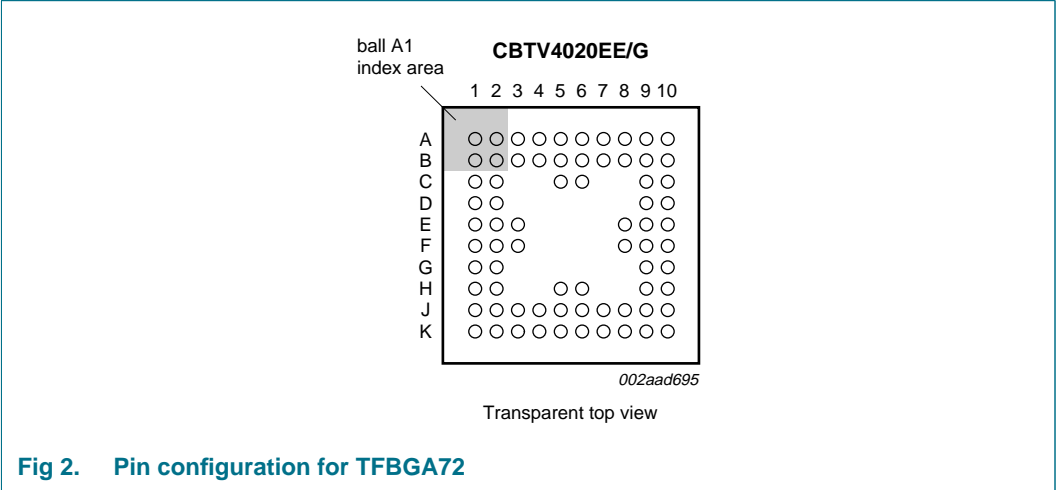 ball A1
index area
CBTV4020EE/G
1 2 3 4 5 6 7 8 9 10
A
B
C
D
E
F
G
H
J
K
002aad695
Transparent top view
Fig 2. Pin configuration for TFBGA72